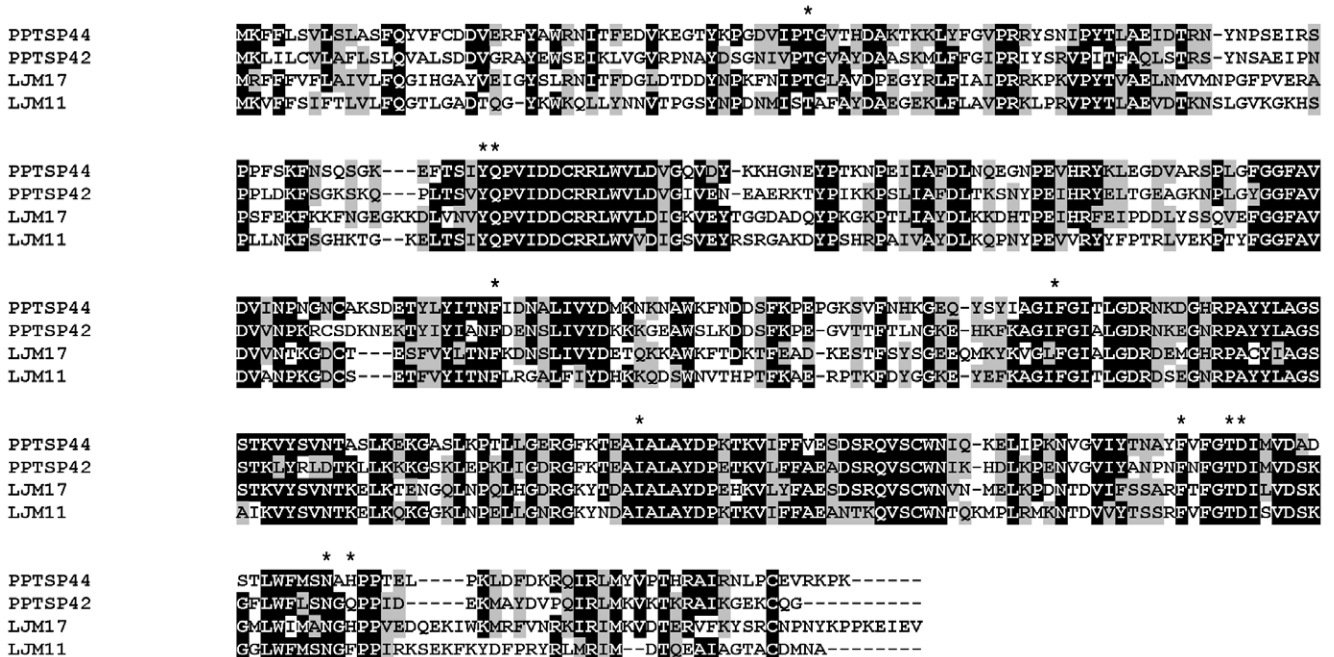 *
PPTSP44 MKFFLSVLSLASFQYVFCDDVERFYAWRNITFEDVKEGTYKPGDVIPTGVTHDAKTKKLYFGVPRRYSNIPYTLAEIDTRN-YNPSEIRS
PPTSP42 MKLILCVLAFLSLQVALSDDVGRAYEWSEIKLVGVRPNAYDSGNIVPTGVAYDAASKMLFFGIPRIYSRVPITFAQLSTRS-YNSAEIPN
LJM17 MRFFFVFLAIVLFQGIHGAYVEIGYSLRNITFDGLDTDDYNPKFNIPTGLAVDPEGYRLFIAIPRRKPKVPYTVAELNMVMNPGFPVERA
LJM11 MKVFFSIFTLVLFQGTLGADTQG-YKWKQLLYNNVTPGSYNPDNMISTAFAYDAEGEKLFLAVPRKLPRVPYTLAEVDTKNSLGVKGKHS
**
PPTSP44 PPFSKFNSQSGK---EFTSIYQPVIDDCRRLWVLDVGQVDY-KKHGNEYPTKNPEIIAFDLNQEGNPEVHRYKLEGDVARSPLGFGGFAV
PPTSP42 PPLDKFSGKSKQ---PLTSVYQPVIDDCRRLWVLDVGIVEN-EAERKTYPIKKPSLIAFDLTKSNYPEIHRYELTGEAGKNPLGYGGFAV
LJM17 PSFEKFKKFNGEGKKDLVNVYQPVIDDCRRLWVLDIGKVEYTGGDADQYPKGKPTLIAYDLKKDHTPEIHRFEIPDDLYSSQVEFGGFAV
LJM11 PLLNKFSGHKTG--KELTSIYQPVIDDCRRLWVVDIGSVEYRSRGAKDYPSHRPAIVAYDLKQPNYPEVVRYYFPTRLVEKPTYFGGFAV
* *
PPTSP44 DVINPNGNCAKSDETYLYITNFIDNALIVYDMKNKNAWKFNDDSFKPEPGKSVFNHKGEQ-YSYIAGIFGITLGDRNKDGHRPAYYLAGS
PPTSP42 DVVNPKRCSDKNEKTYIYIANFDENSLIVYDKKKGEAWSLKDDSFKPE-GVTTFTLNGKE-HKFKAGIFGIALGDRNKEGNRPAYYLAGS
LJM17 DVVNTKGDCT---ESFVYLTNFKDNSLIVYDETQKKAWKFTDKTFEAD-KESTFSYSGEEQMKYKVGLFGIALGDRDEMGHRPACYIAGS
LJM11 DVANPKGDCS---ETFVYITNFLRGALFIYDHKKQDSWNVTHPTFKAE-RPTKFDYGGKE-YEFKAGIFGITLGDRDSEGNRPAYYLAGS
* * **
PPTSP44 STKVYSVNTASLKEKGASLKPTLLGERGFKTEAIALAYDPKTKVIFFVESDSRQVSCWNIQ-KELIPKNVGVIYTNAYFVFGTDIMVDAD
PPTSP42 STKLYRLDTKLLKKKGSKLEPKLIGDRGFKTEAIALAYDPETKVLFFAEADSRQVSCWNIK-HDLKPENVGVIYANPNFNFGTDIMVDSK
LJM17 STKVYSVNTKELKTENGQLNPQLHGDRGKYTDAIALAYDPEHKVLYFAESDSRQVSCWNVN-MELKPDNTDVIFSSARFTFGTDILVDSK
LJM11 AIKVYSVNTKELKQKGGKLNPELLGNRGKYNDAIALAYDPKTKVIFFAEANTKQVSCWNTQKMPLRMKNTDVVYTSSRFVFGTDISVDSK
* *
PPTSP44 STLWFMSNAHPPTEL----PKLDFDKRQIRLMYVPTHRAIRNLPCEVRKPK-------
PPTSP42 GFLWFLSNGQPPID-----EKMAYDVPQIRLMKVKTKRAIKGEKCQG-----------
LJM17 GMLWIMANGHPPVEDQEKIWKMRFVNRKIRIMKVDTERVFKYSRCNPNYKPPKEIEV
LJM11 GGLWFMSNGFPPIRKSEKFKYDFPRYRLMRIM--DTQEAIAGTACDMNA---------